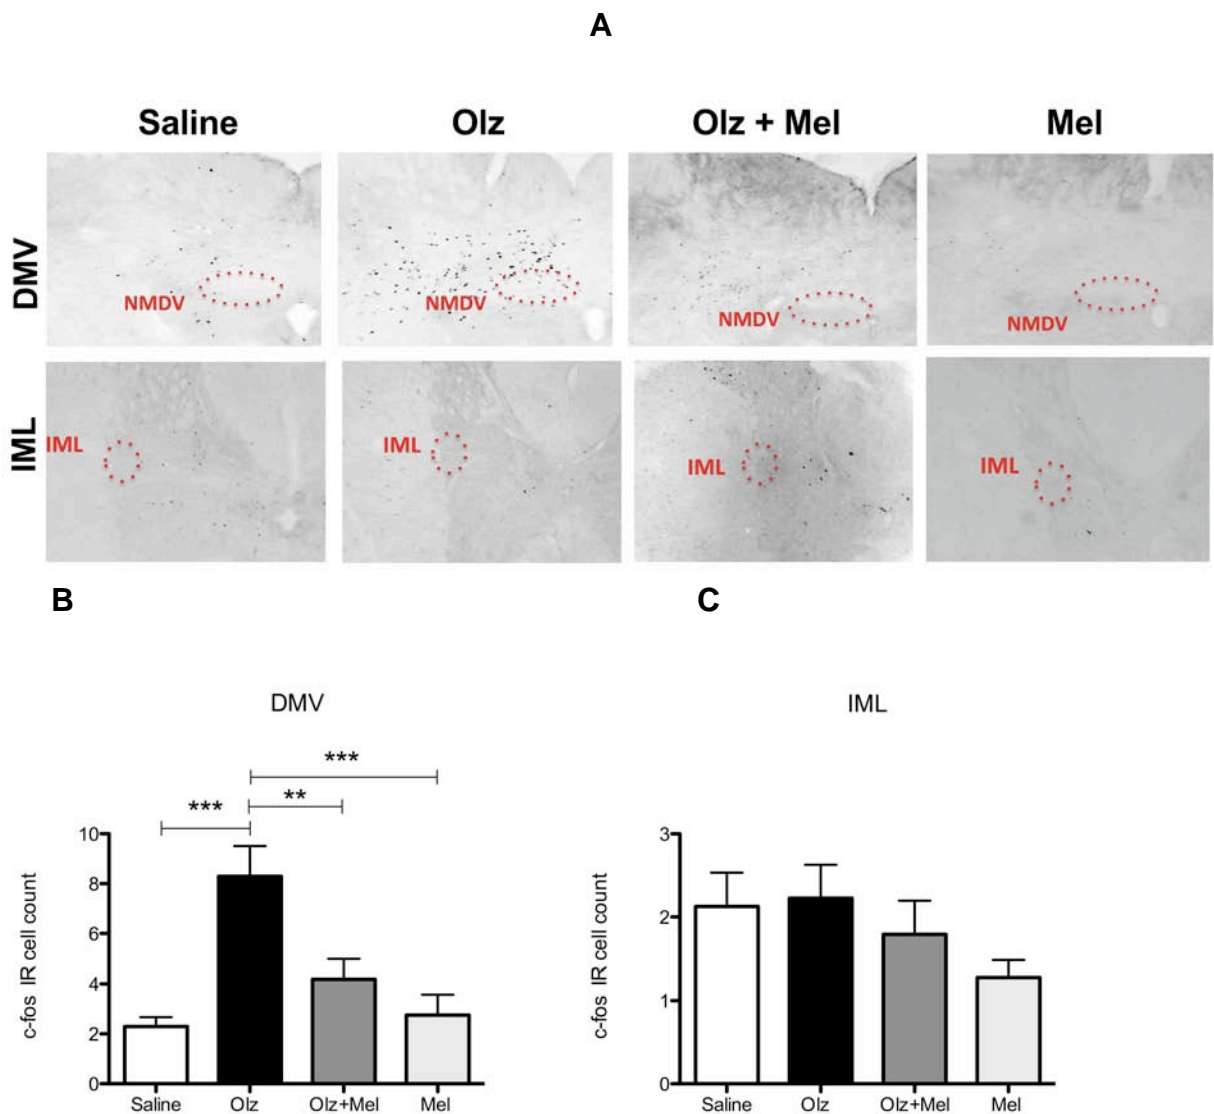 A
Saline Olz Olz + Mel Mel
DMV
NMDV NMDV NMDV NMDV
IML
IML IML IML IML
B C
DMV
***
**
***
10
8
6
4
2
0
c-fos IR cell count
Saline Olz Olz+Mel Mel
IML
3
2
1
0
c-fos IR cell count
Saline Olz Olz+Mel Mel